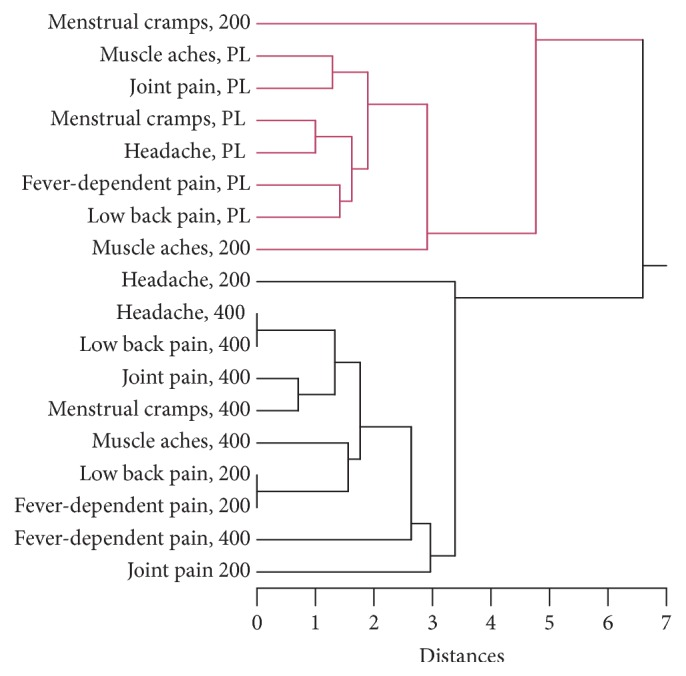 Menstrual cramps, 200
Muscle aches, PL
Joint pain, PL
Menstrual cramps, PL
Headache, PL
Fever-dependent pain, PL
Low back pain, PL
Muscle aches, 200
Headache, 200
Headache, 400
Low back pain, 400
Joint pain, 400
Menstrual cramps, 400
Muscle aches, 400
Low back pain, 200
Fever-dependent pain, 200
Fever-dependent pain, 400
Joint pain 200
0 1 2 3 4 5 6 7
Distances